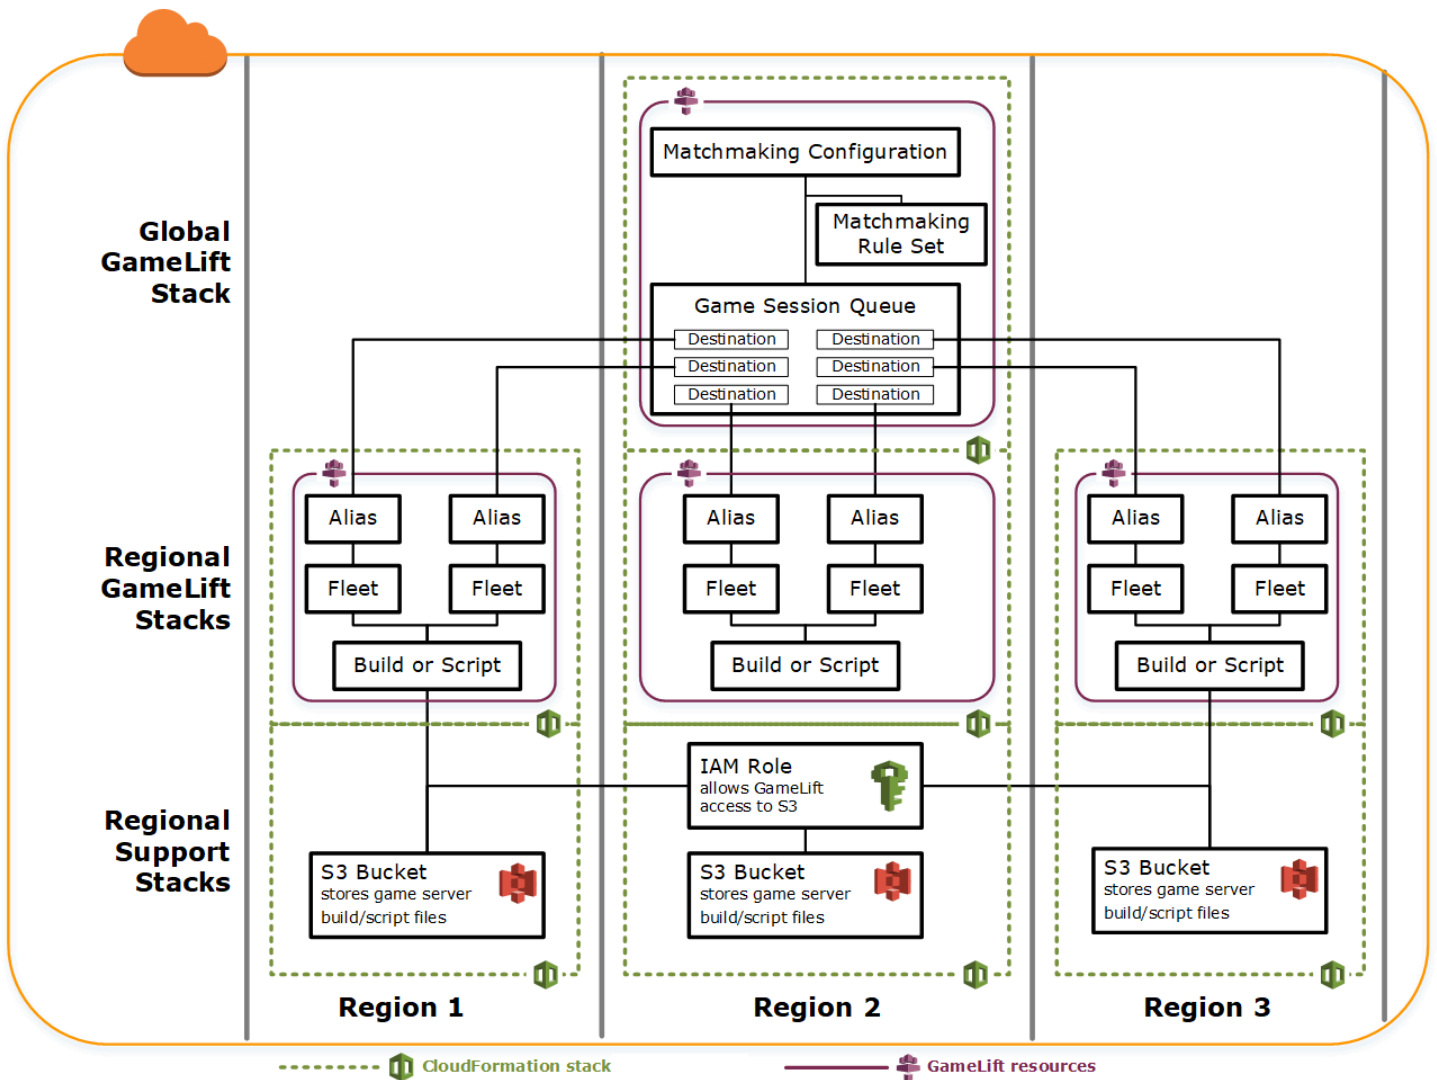 Global
GameLift
Stack
Matchmaking Configuration
Matchmaking
Rule Set
Game Session Queue
Destination
Destination
Destination
Destination
Destination
Destination
Regional
GameLift
Stacks
Alias
Alias
Fleet
Fleet
Build or Script
Alias
Alias
Fleet
Fleet
Build or Script
Alias
Alias
Fleet
Fleet
Build or Script
Regional
Support
Stacks
S3 Bucket
stores game server
build/script files
IAM Role
allows GameLift
access to S3
S3 Bucket
stores game server
build/script files
S3 Bucket
stores game server
build/script files
Region 1
Region 2
Region 3
CloudFormation stack
GameLift resources